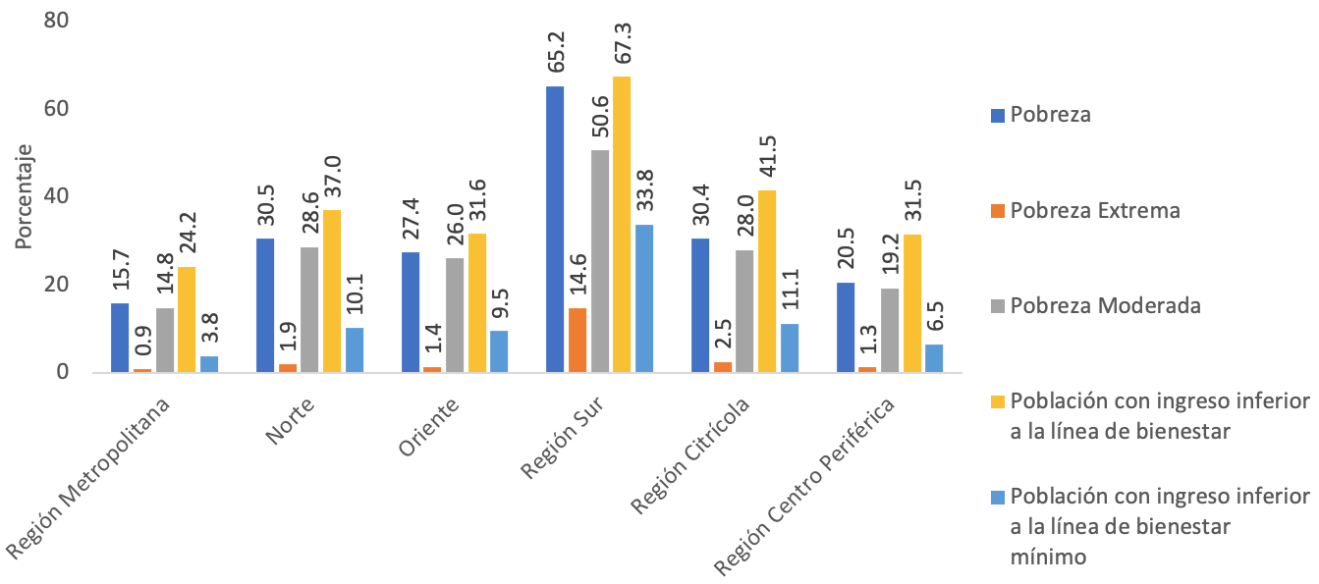 80
60
40
20
0
Porcentaje
15.7
0.9
14.8
24.2
3.8
30.5
1.9
28.6
37.0
10.1
27.4
1.4
26.0
31.6
9.5
65.2
14.6
50.6
67.3
33.8
30.4
2.5
28.0
41.5
11.1
20.5
1.3
19.2
31.5
6.5
Región Metropolitana
Norte
Oriente
Región Sur
Región Citrícola
Región Centro Periférica
Pobreza
Pobreza Extrema
Pobreza Moderada
Población con ingreso inferior
a la línea de bienestar
Población con ingreso inferior
a la línea de bienestar
mínimo